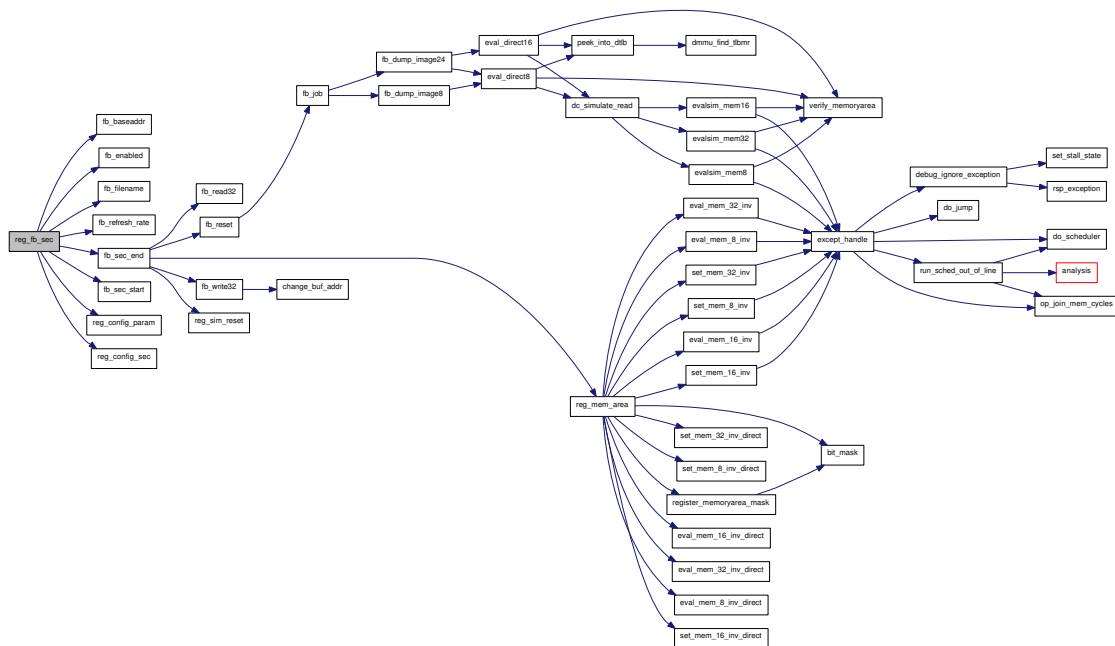 reg_fb_sec
fb_baseaddr
fb_enabled
fb_filename
fb_refresh_rate
fb_sec_end
fb_sec_start
reg_config_param
reg_config_sec
fb_read32
fb_reset
fb_write32
reg_sim_reset
change_buf_addr
fb_job
fb_dump_image24
fb_dump_image8
eval_direct16
eval_direct8
peek_into_dtlb
dmmu_find_tlbmr
dc_simulate_read
evalsim_mem16
evalsim_mem32
evalsim_mem8
verify_memoryarea
reg_mem_area
eval_mem_32_inv
eval_mem_8_inv
set_mem_32_inv
set_mem_8_inv
eval_mem_16_inv
set_mem_16_inv
set_mem_32_inv_direct
set_mem_8_inv_direct
register_memoryarea_mask
eval_mem_16_inv_direct
eval_mem_32_inv_direct
eval_mem_8_inv_direct
set_mem_16_inv_direct
bit_mask
except_handle
debug_ignore_exception
do_jump
run_sched_out_of_line
set_stall_state
rsp_exception
do_scheduler
analysis
op_join_mem_cycles